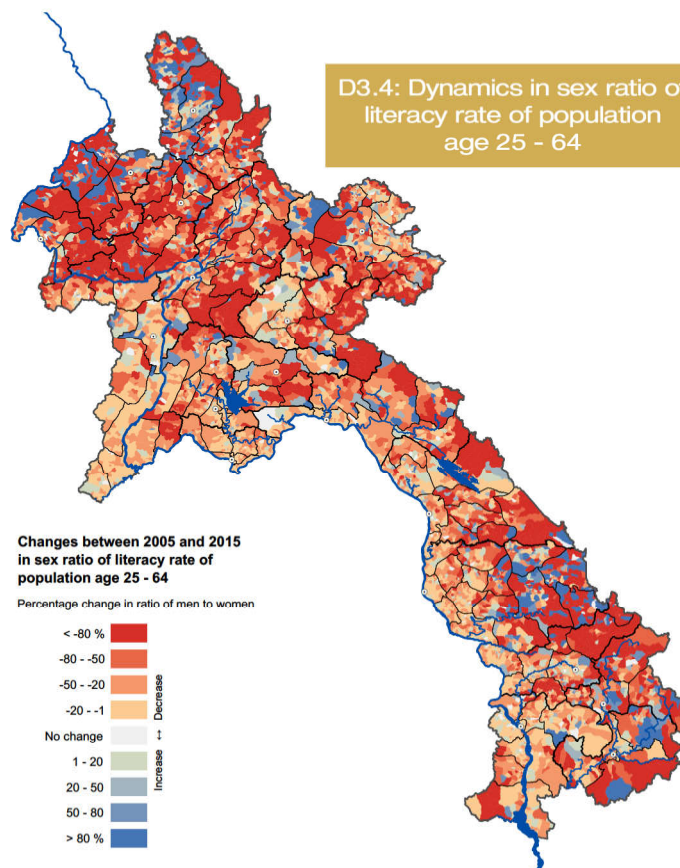 D3.4: Dynamics in sex ratio of
literacy rate of population
age 25 - 64
Changes between 2005 and 2015
in sex ratio of literacy rate of
population age 25 - 64
Percentage change in ratio of men to women
< -80 %
-80 - -50
-50 - -20
-20 - -1
No change
1 - 20
20 - 50
50 - 80
> 80 %
Decrease
↔
Increase